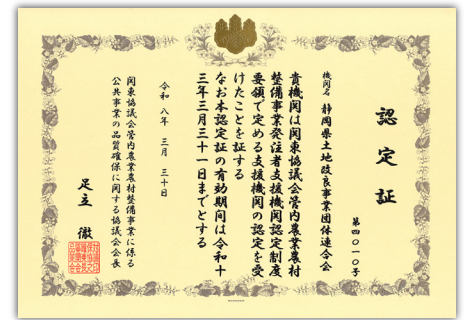 認定証
第四〇一〇号
機関名 静岡県土地改良事業団体連合会
貴機関は関東協議会管内農業農村
整備事業発注者支援機関認定制度
要領で定める支援機関の認定を受
けたことを証する
なお本認定証の有効期間は令和十
三年三月三十一日までとする
令和八年 三月 三十日
関東協議会管内農業農村整備事業に係る
公共事業の品質確保に関する協議会会長
足立 徹